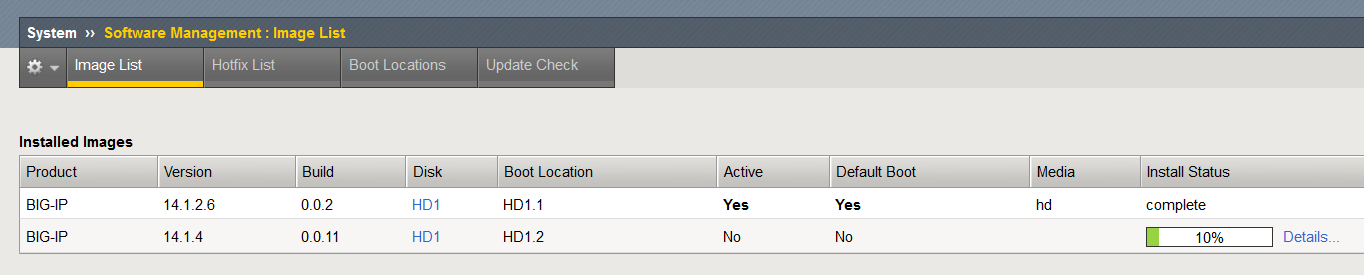 System ›› Software Management : Image List
Image List Hotfix List Boot Locations Update Check
Installed Images
Product Version Build Disk Boot Location Active Default Boot Media Install Status
BIG-IP 14.1.2.6 0.0.2 HD1 HD1.1 Yes Yes hd complete
BIG-IP 14.1.4 0.0.11 HD1 HD1.2 No No 10% Details...